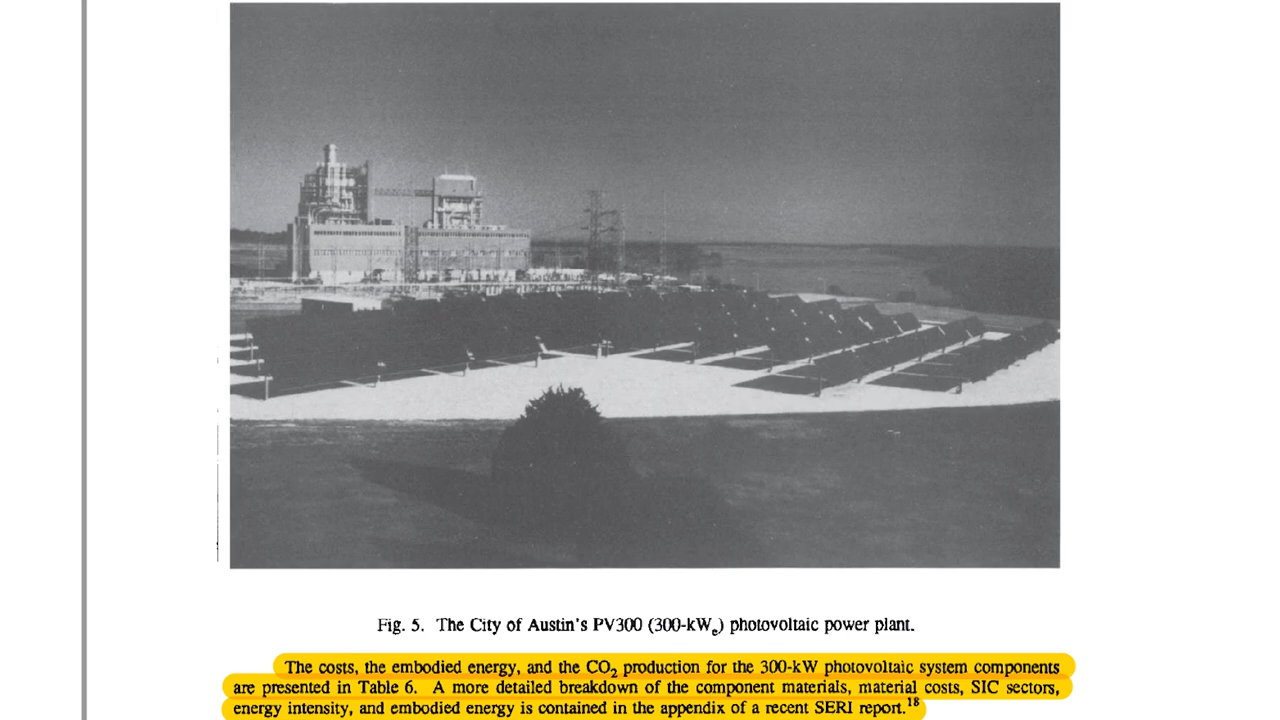 Fig. 5. The City of Austin's PV300 (300-kWe) photovoltaic power plant.
The costs, the embodied energy, and the CO2 production for the 300-kW photovoltaic system components
are presented in Table 6. A more detailed breakdown of the component materials, material costs, SIC sectors,
energy intensity, and embodied energy is contained in the appendix of a recent SERI report.18